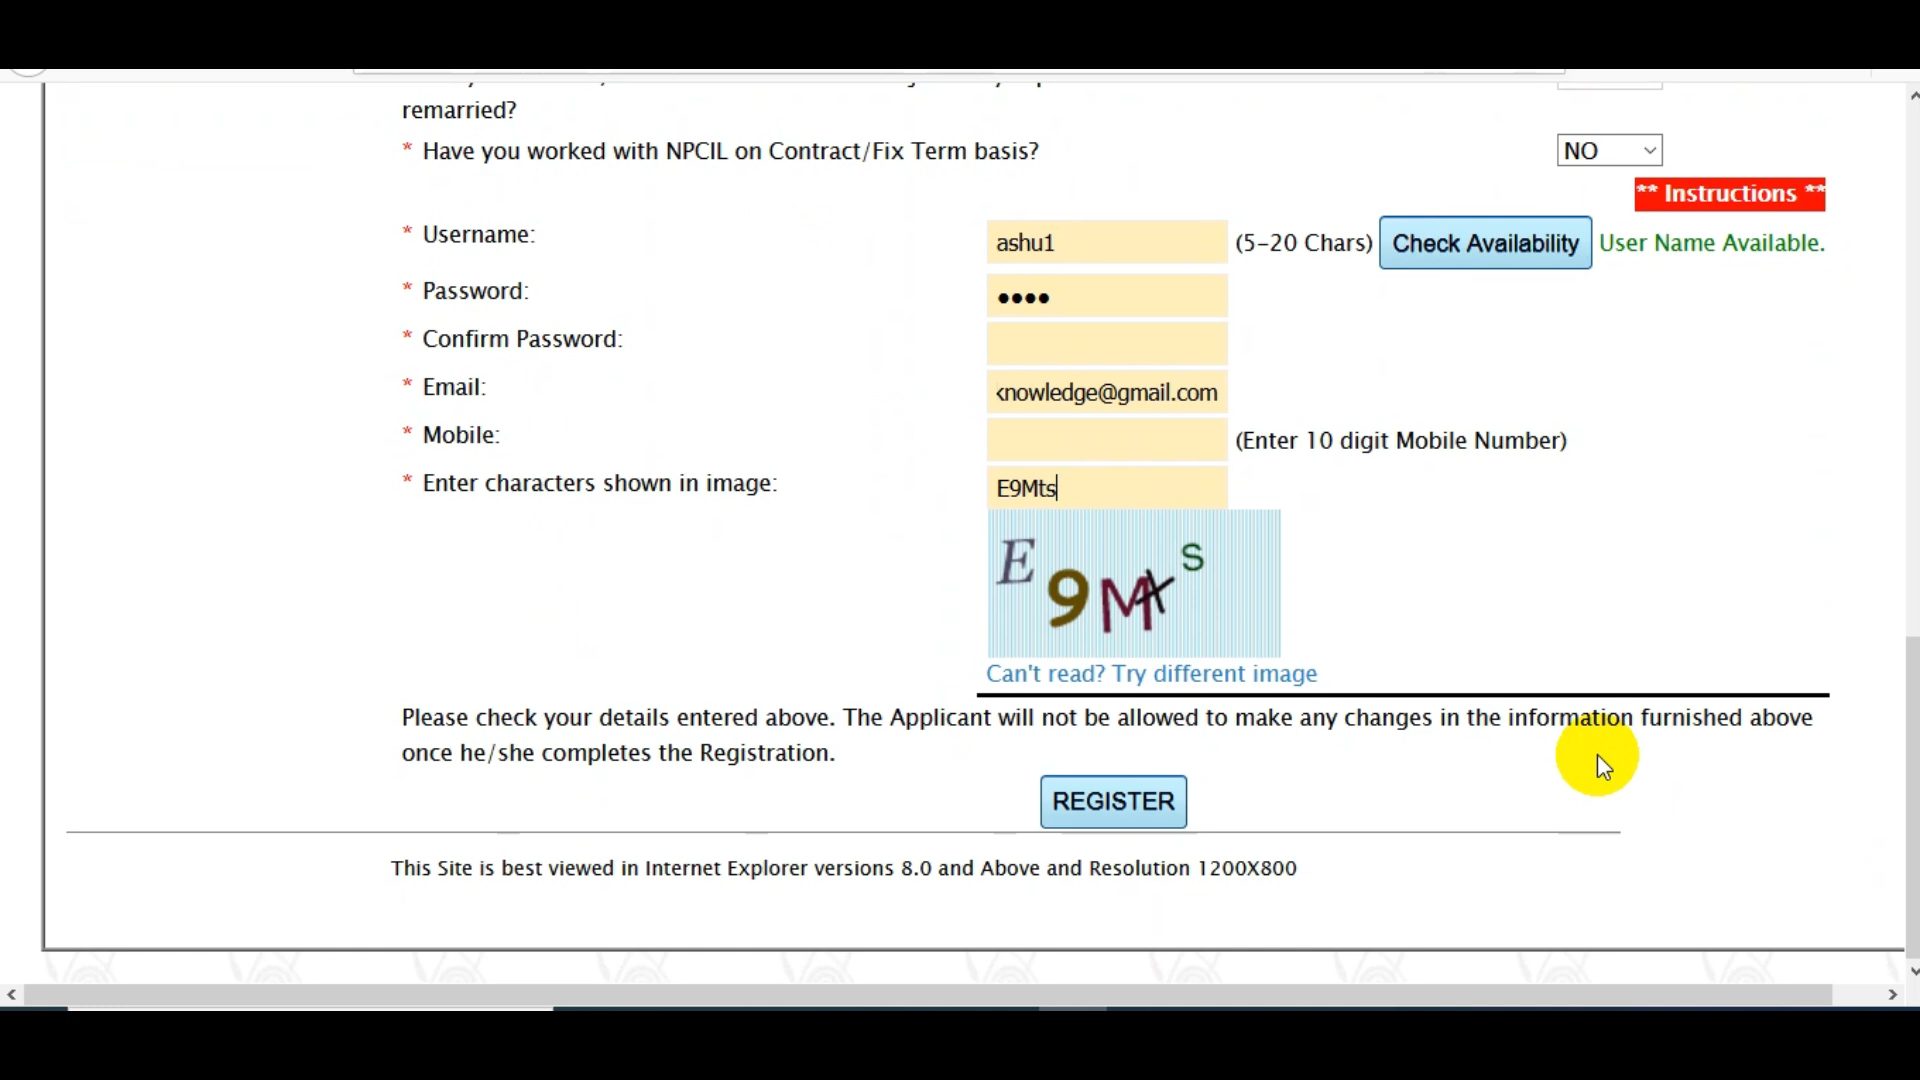 remarried?
* Have you worked with NPCIL on Contract/Fix Term basis? NO
** Instructions **
* Username: ashu1 (5-20 Chars) Check Availability User Name Available.
* Password: ●●●●
* Confirm Password:
* Email: knowledge@gmail.com
* Mobile: (Enter 10 digit Mobile Number)
* Enter characters shown in image: E9Mts
E9Mts
Can't read? Try different image
Please check your details entered above. The Applicant will not be allowed to make any changes in the information furnished above
once he/she completes the Registration.
REGISTER
This Site is best viewed in Internet Explorer versions 8.0 and Above and Resolution 1200X800